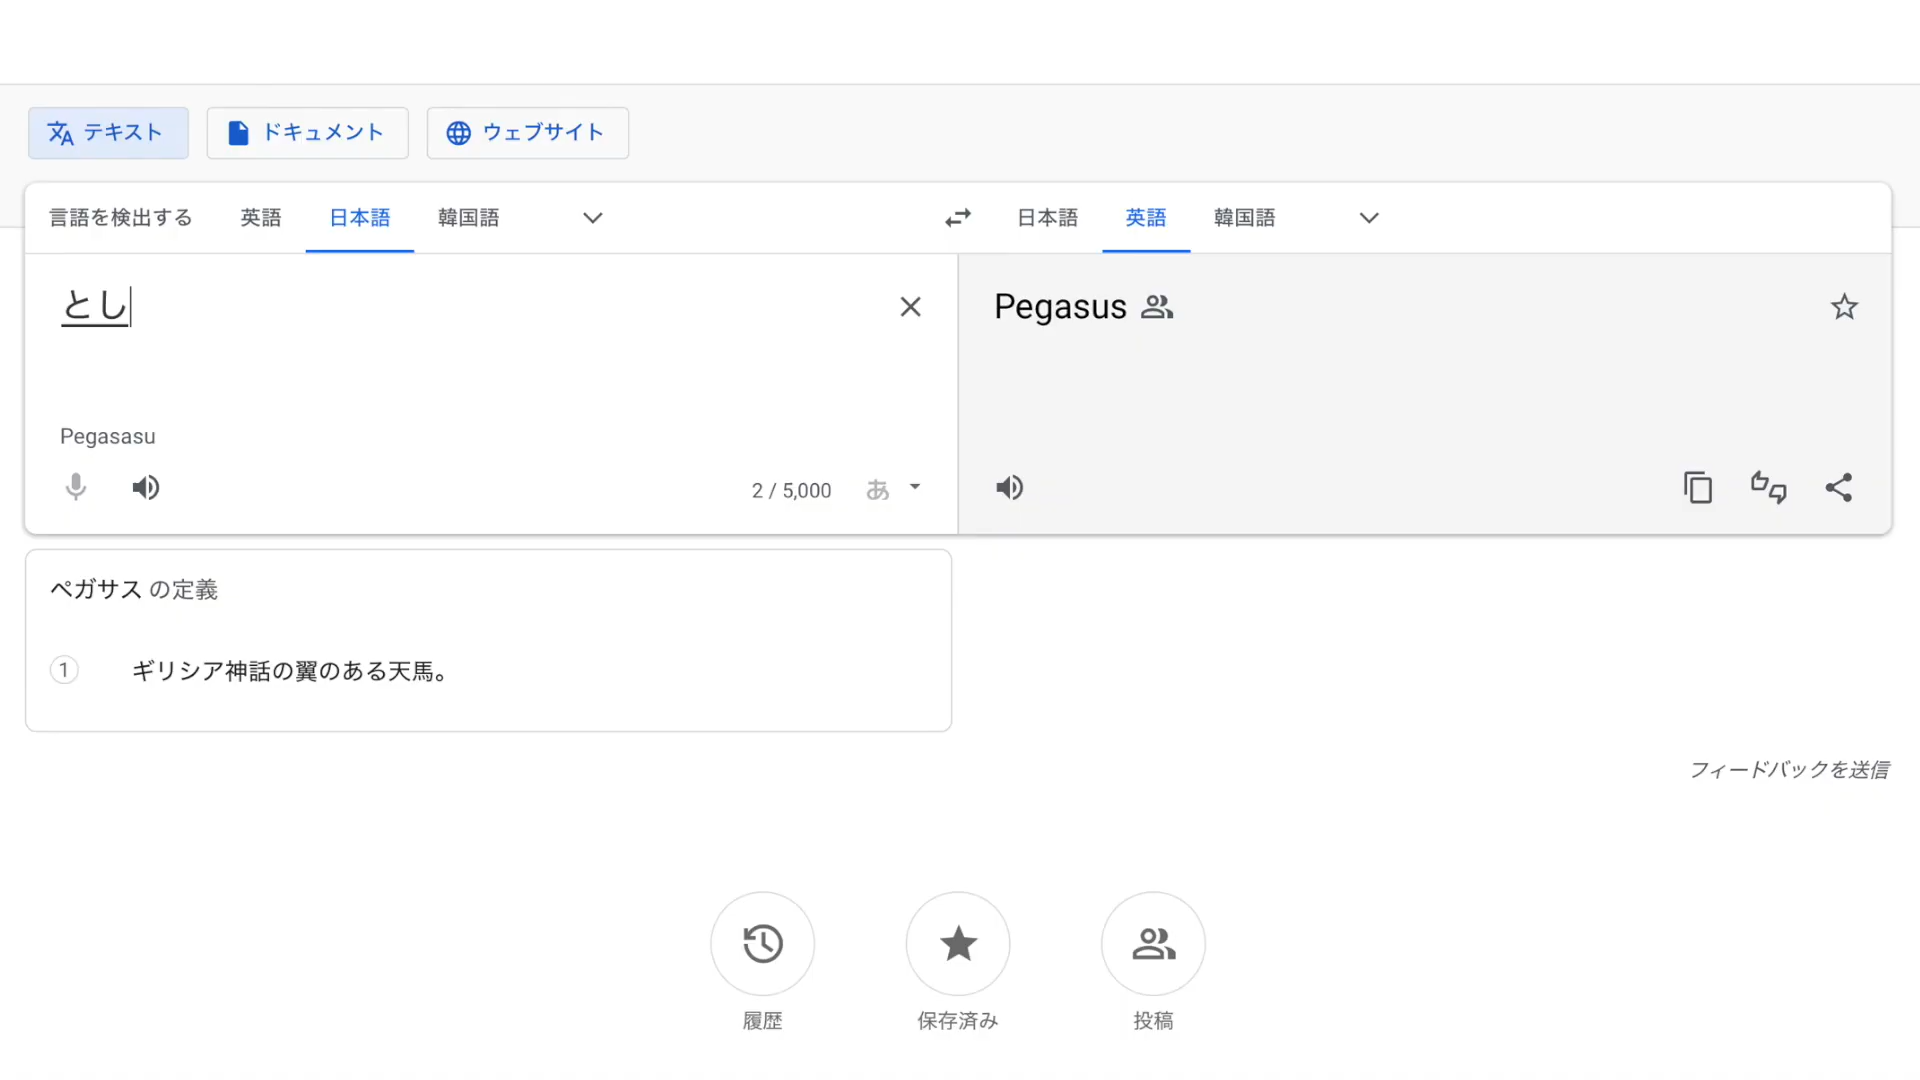 テキスト
ドキュメント
ウェブサイト
言語を検出する 英語 日本語 韓国語
日本語 英語 韓国語
とし
Pegasasu
2 / 5,000 あ
Pegasus
ペガサス の定義
1 ギリシア神話の翼のある天馬。
フィードバックを送信
履歴
保存済み
投稿